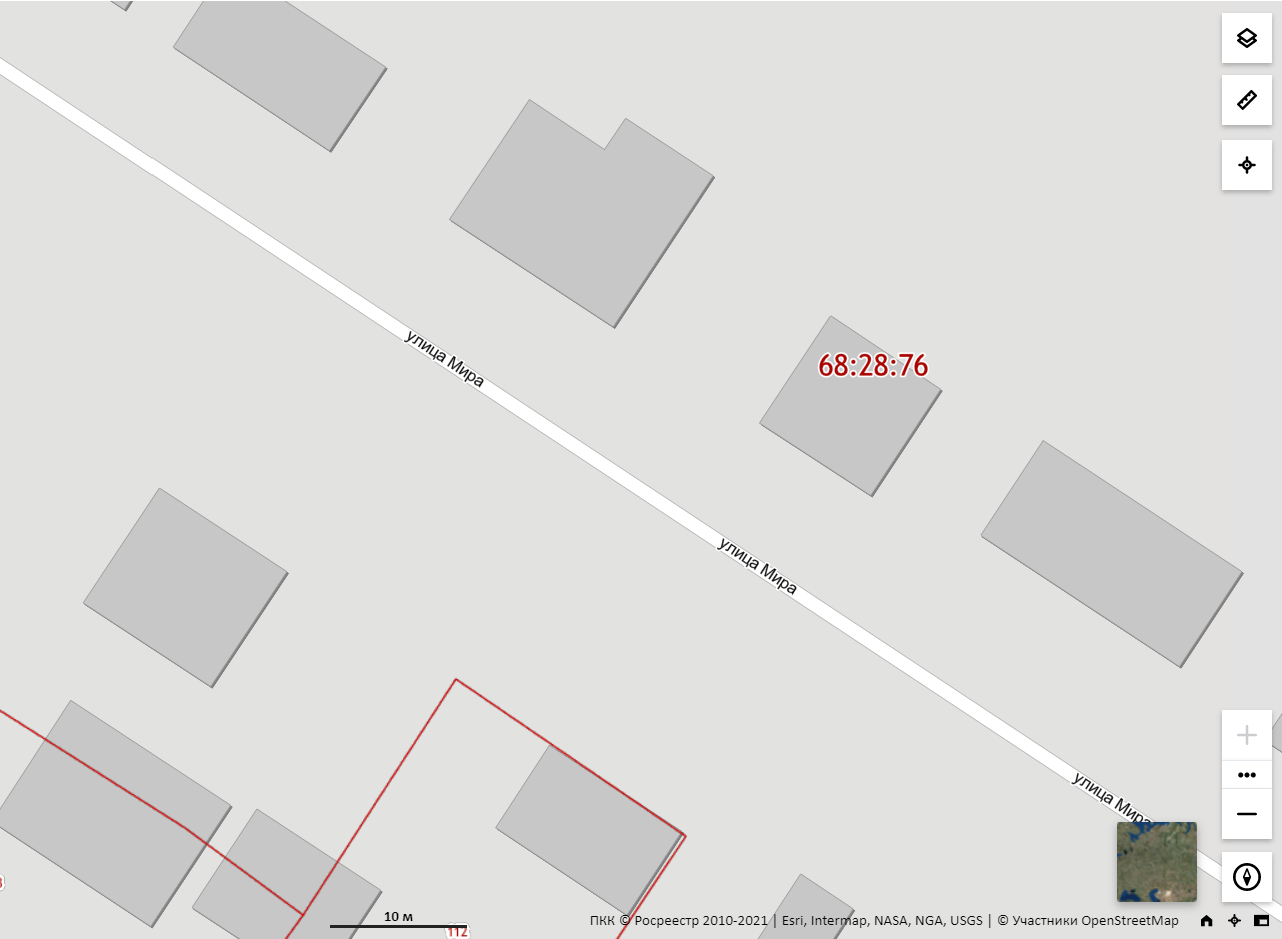 улица Мира
68:28:76
улица Мира
улица Мира
10 м
112
ПКК © Росреестр 2010-2021 | Esri, Intermap, NASA, NGA, USGS | © Участники OpenStreetMap